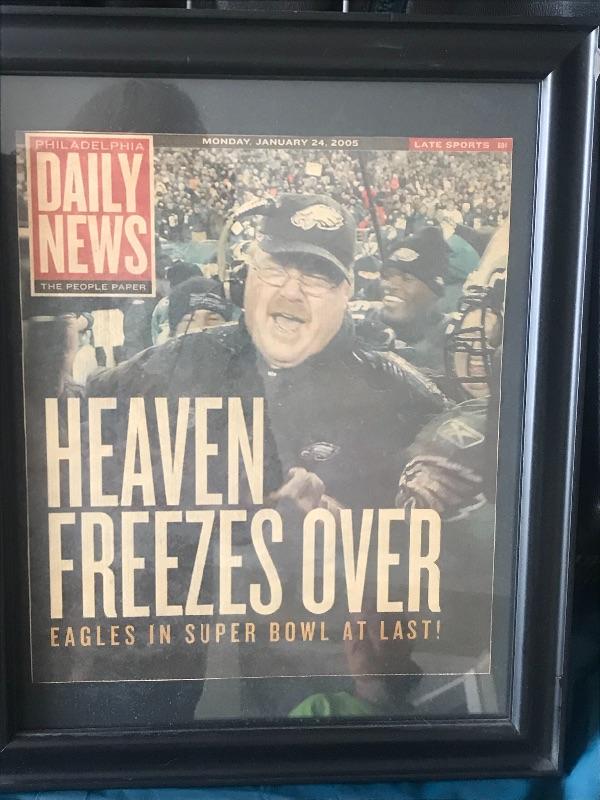 PHILADELPHIA
DAILY
NEWS
THE PEOPLE PAPER
MONDAY, JANUARY 24, 2005
LATE SPORTS
HEAVEN
FREEZES OVER
EAGLES IN SUPER BOWL AT LAST!